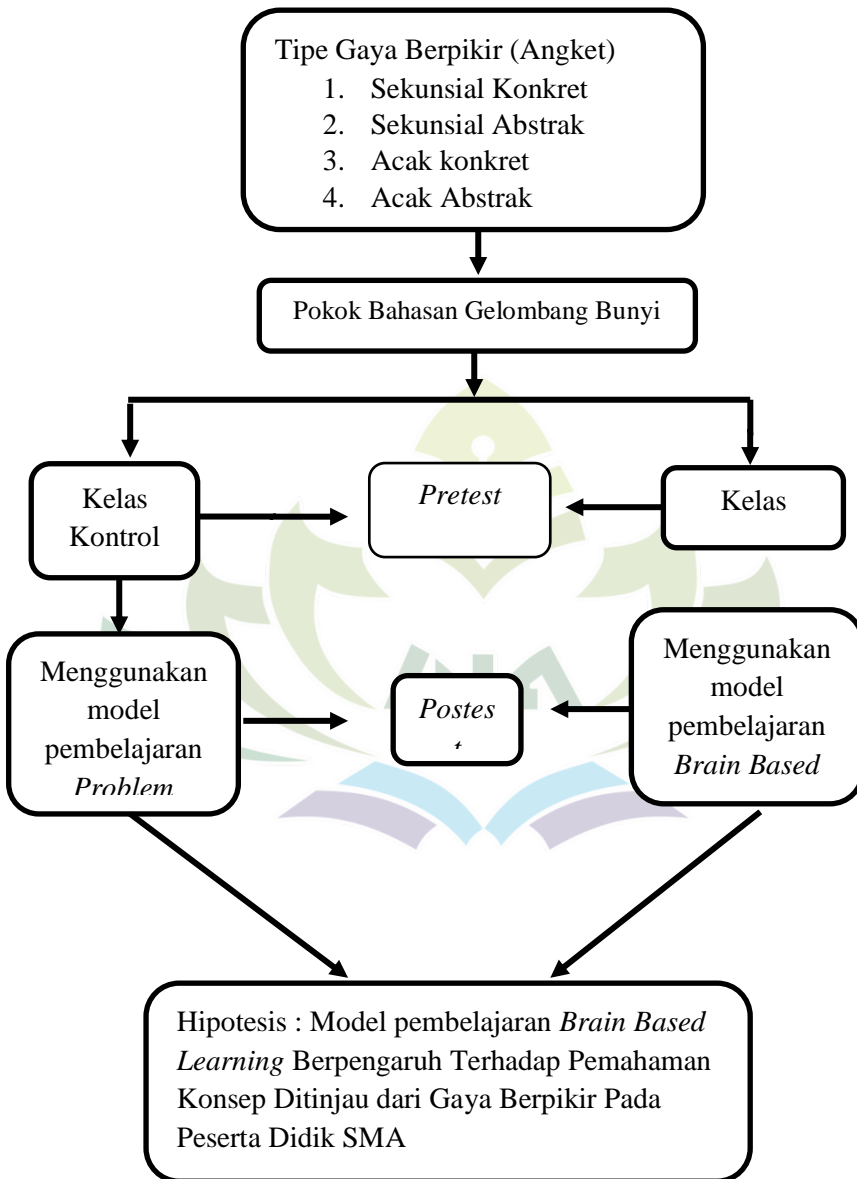 Tipe Gaya Berpikir (Angket)
1. Sekunsial Konkret
2. Sekunsial Abstrak
3. Acak konkret
4. Acak Abstrak
Pokok Bahasan Gelombang Bunyi
Kelas
Kontrol
Pretest
Kelas
Menggunakan
model
pembelajaran
Problem
Postes
t
Menggunakan
model
pembelajaran
Brain Based
Hipotesis : Model pembelajaran Brain Based
Learning Berpengaruh Terhadap Pemahaman
Konsep Ditinjau dari Gaya Berpikir Pada
Peserta Didik SMA